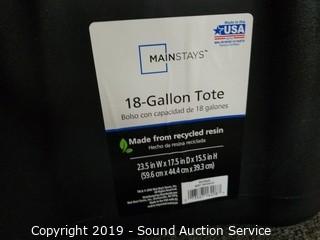 Made in the
USA
MAINSTAYS™
18-Gallon Tote
Bolso con capacidad de 18 galones
Made from recycled resin
Hecho de resina reciclada
23.5 in W x 17.5 in D x 15.5 in H
(59.6 cm x 44.4 cm x 39.3 cm)
Copyright 2019 - Sound Auction Service